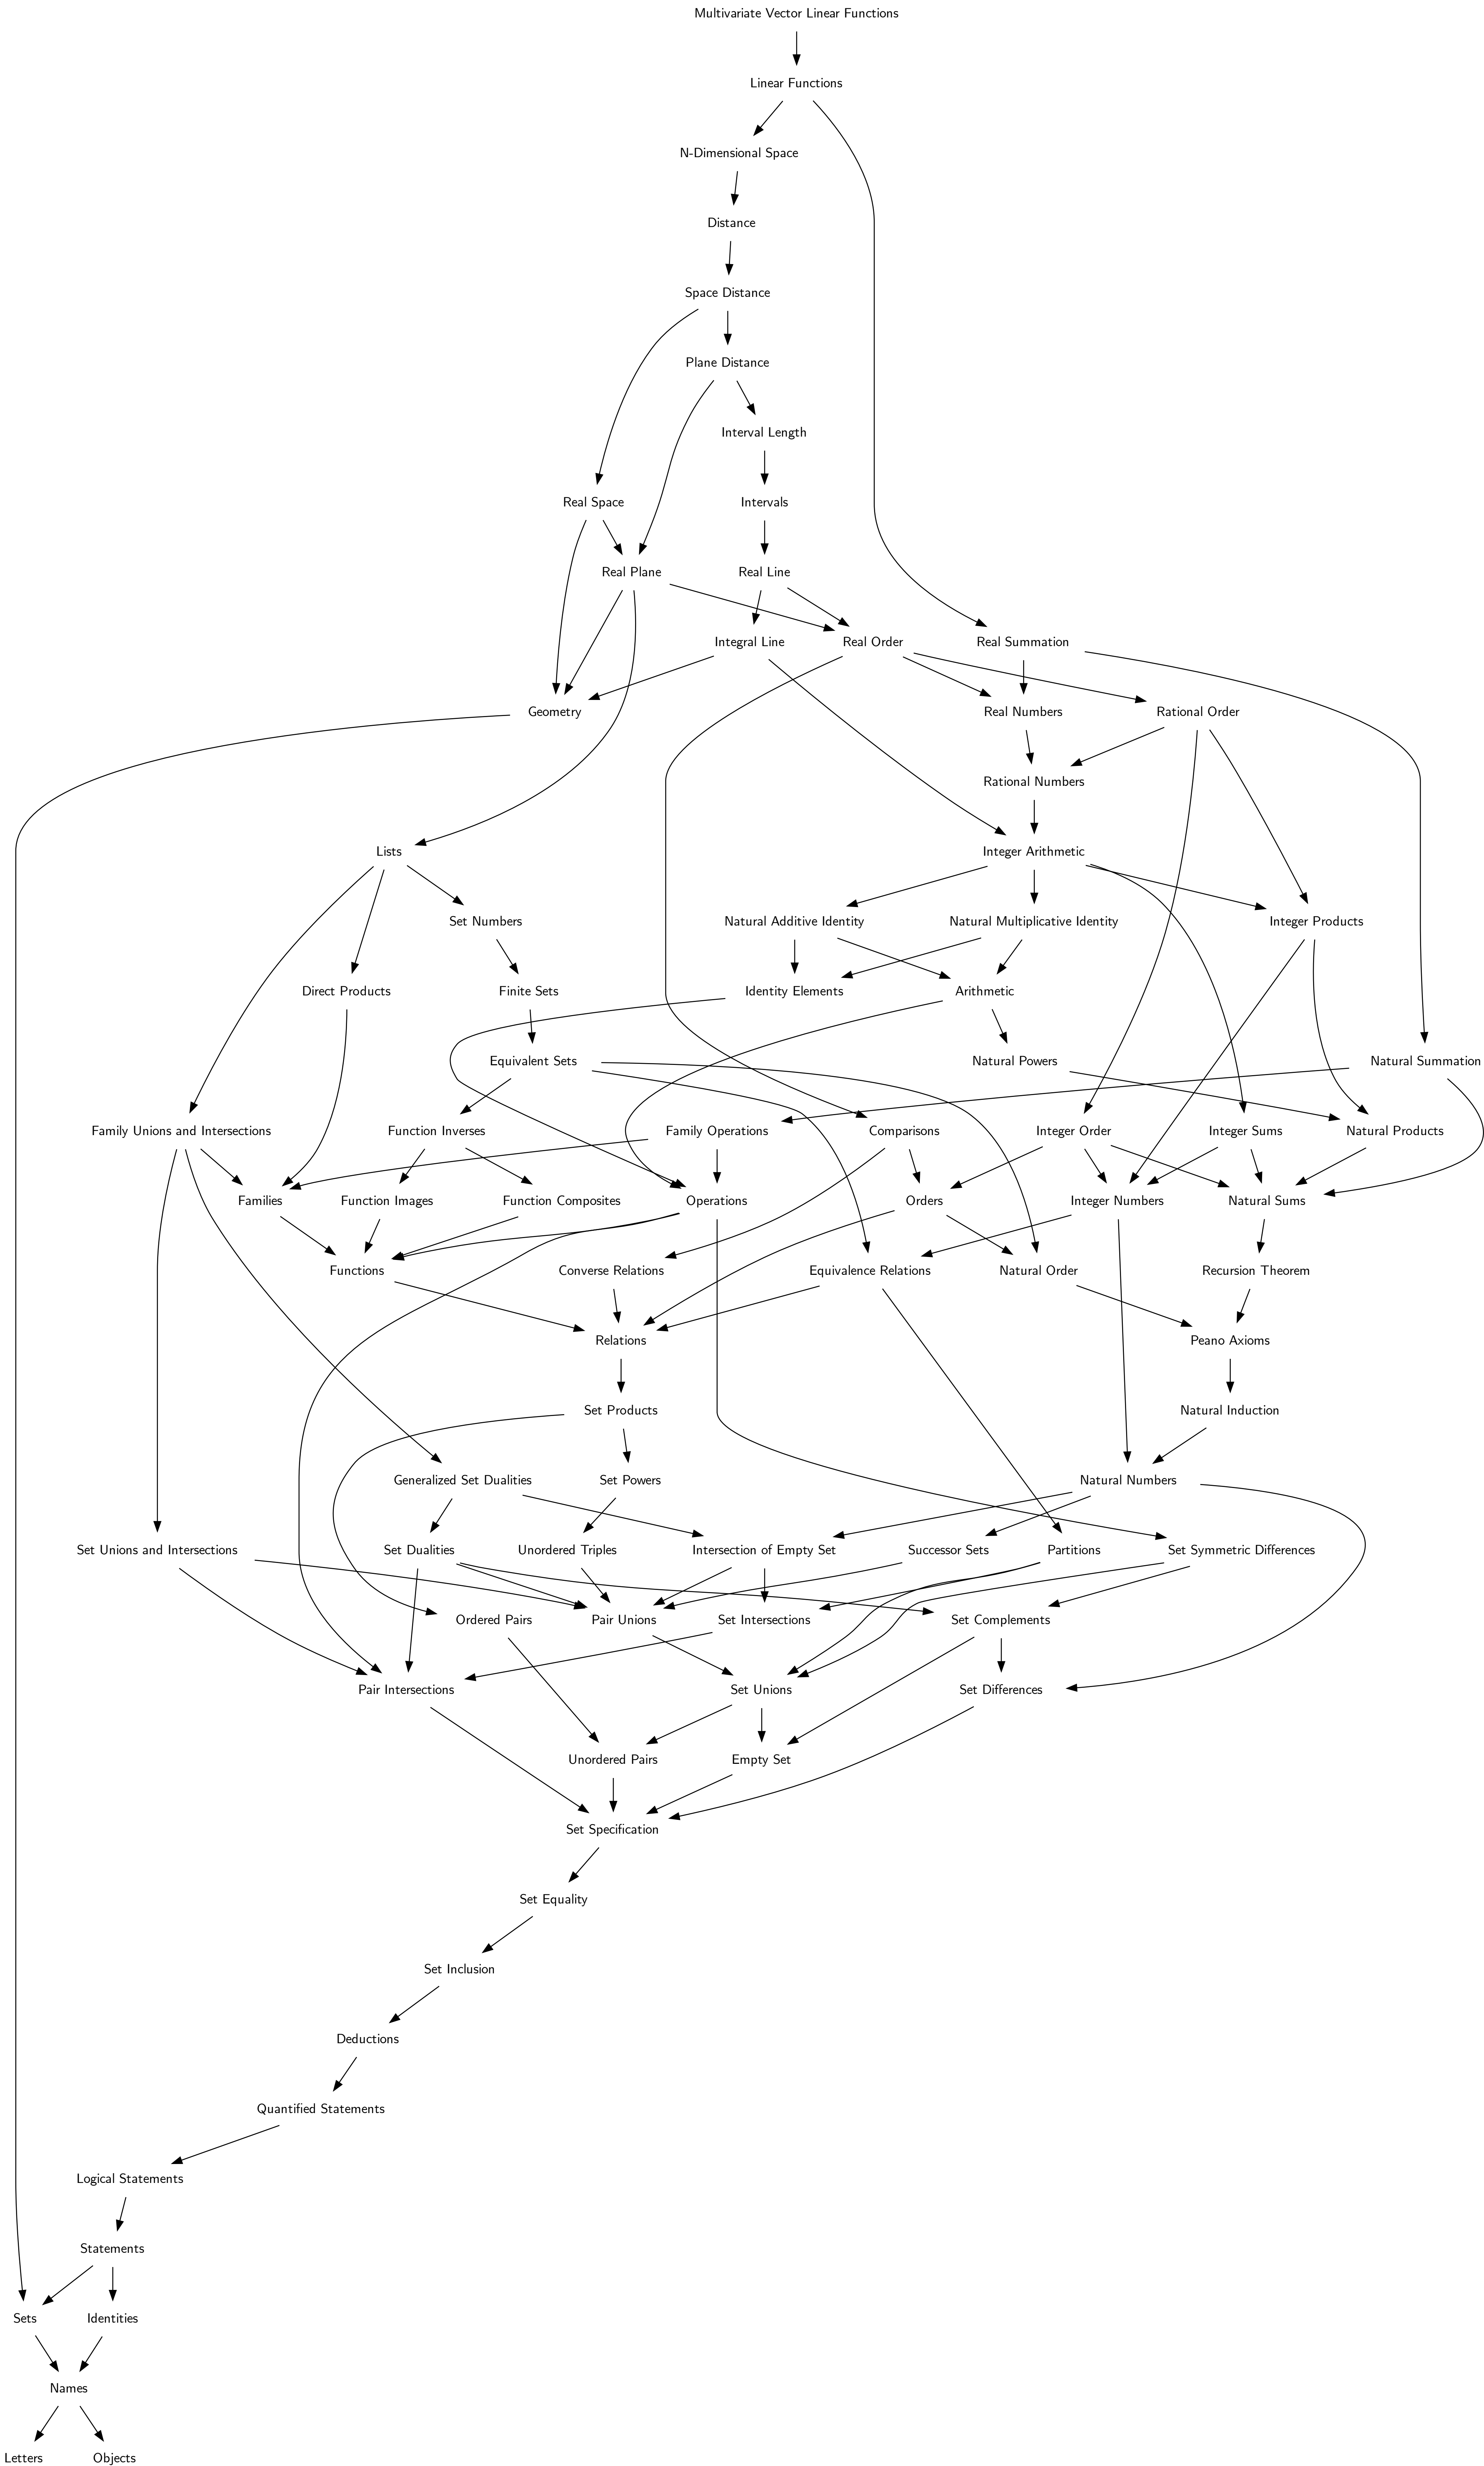 Multivariate Vector Linear Functions
Linear Functions
N-Dimensional Space
Distance
Space Distance
Plane Distance
Interval Length
Real Space
Intervals
Real Plane
Real Line
Integral Line
Real Order
Real Summation
Geometry
Real Numbers
Rational Order
Rational Numbers
Lists
Integer Arithmetic
Set Numbers
Natural Additive Identity
Natural Multiplicative Identity
Integer Products
Direct Products
Finite Sets
Identity Elements
Arithmetic
Equivalent Sets
Natural Powers
Natural Summation
Family Unions and Intersections
Function Inverses
Family Operations
Comparisons
Integer Order
Integer Sums
Natural Products
Families
Function Images
Function Composites
Operations
Orders
Integer Numbers
Natural Sums
Functions
Converse Relations
Equivalence Relations
Natural Order
Recursion Theorem
Relations
Peano Axioms
Set Products
Natural Induction
Generalized Set Dualities
Set Powers
Natural Numbers
Set Unions and Intersections
Set Dualities
Unordered Triples
Intersection of Empty Set
Successor Sets
Partitions
Set Symmetric Differences
Ordered Pairs
Pair Unions
Set Intersections
Set Complements
Pair Intersections
Set Unions
Set Differences
Unordered Pairs
Empty Set
Set Specification
Set Equality
Set Inclusion
Deductions
Quantified Statements
Logical Statements
Statements
Sets
Identities
Names
Letters
Objects